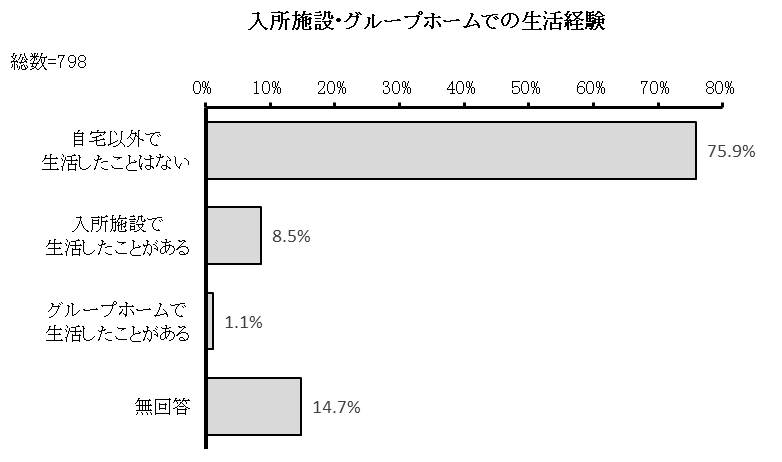 入所施設・グループホームでの生活経験
総数=798
0% 10% 20% 30% 40% 50% 60% 70% 80%
自宅以外で
生活したことはない
75.9%
入所施設で
生活したことがある
8.5%
グループホームで
生活したことがある
1.1%
無回答
14.7%